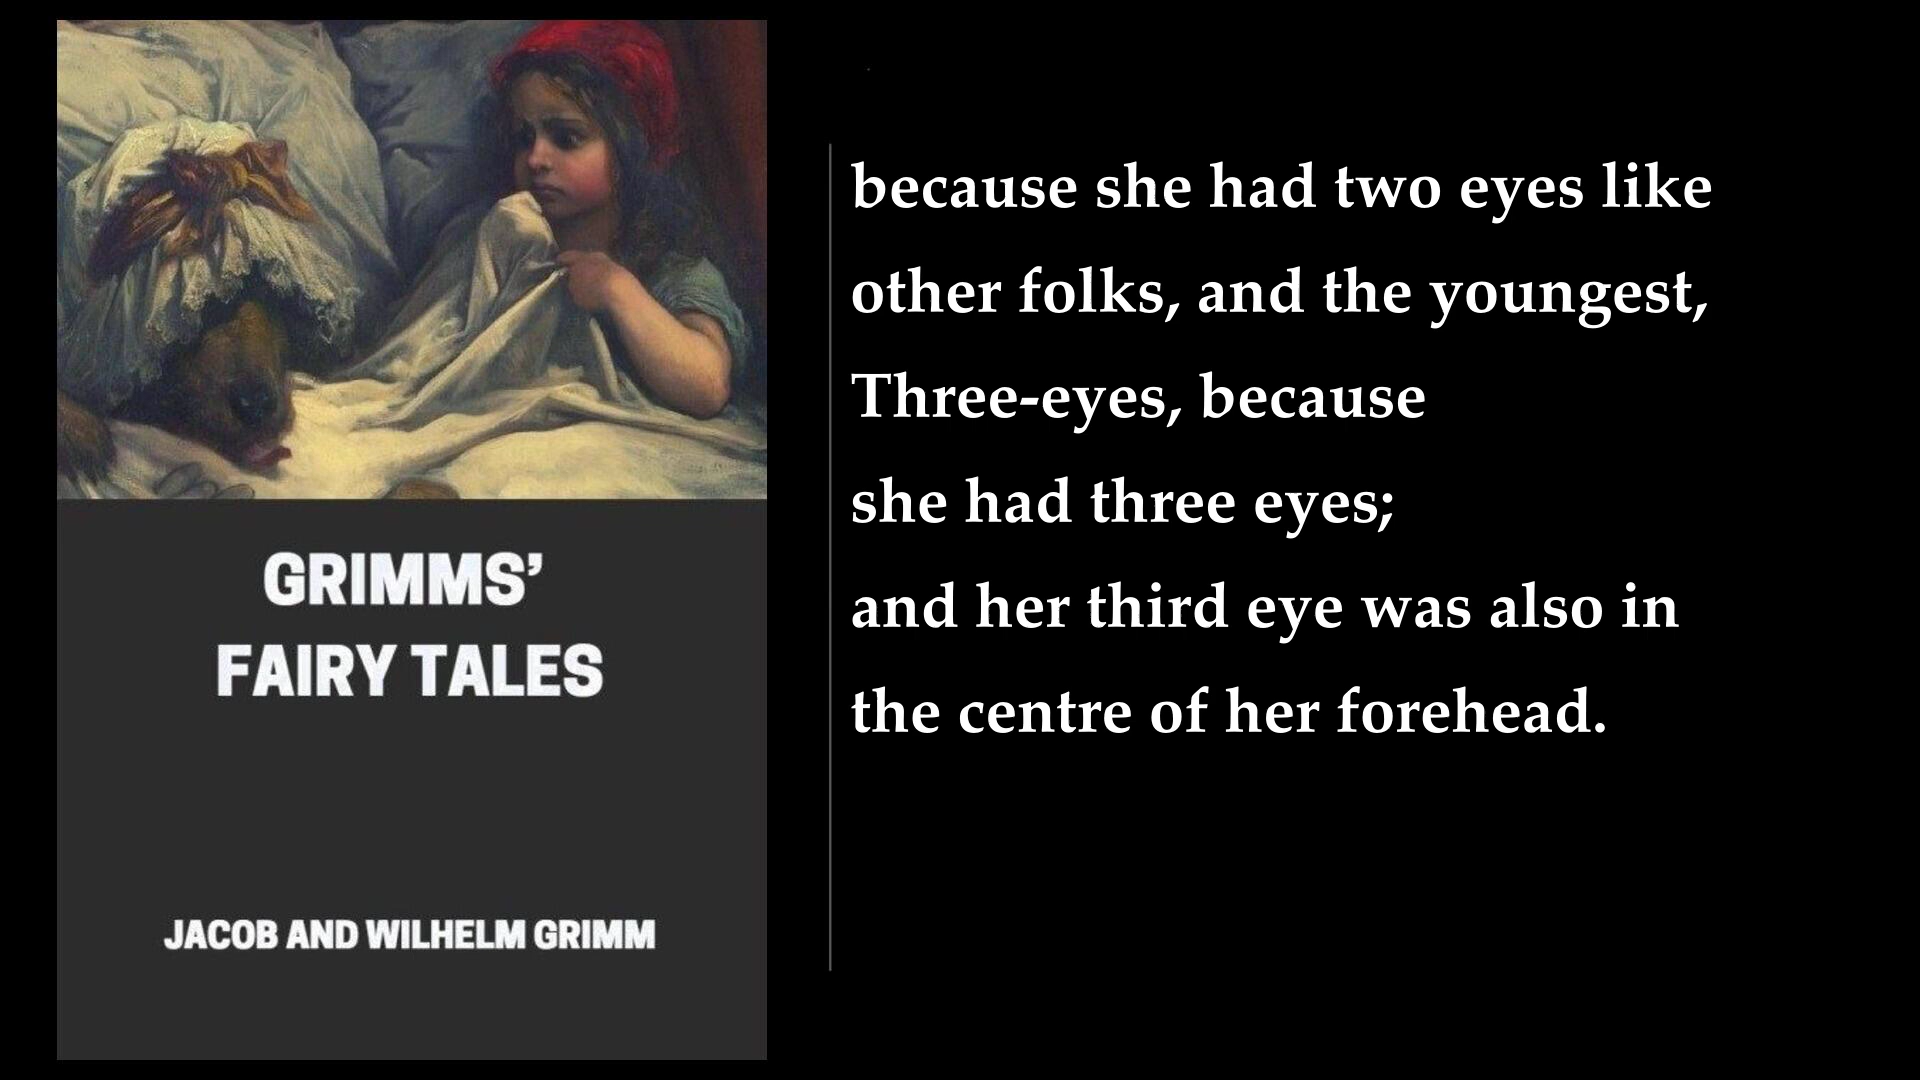 GRIMMS’
FAIRY TALES
JACOB AND WILHELM GRIMM
because she had two eyes like
other folks, and the youngest,
Three-eyes, because
she had three eyes;
and her third eye was also in
the centre of her forehead.